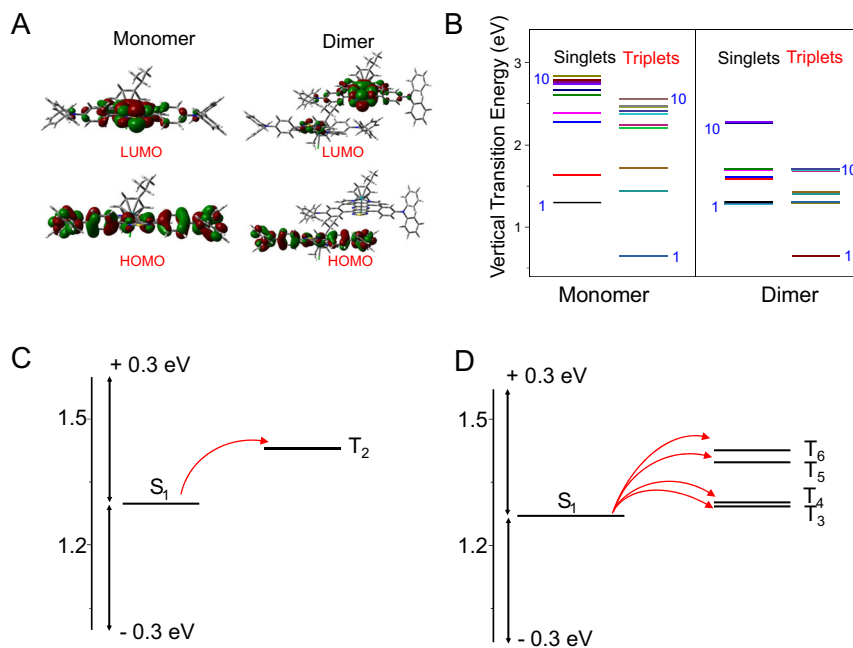 A
Monomer
Dimer
LUMO
LUMO
HOMO
HOMO
B
Vertical Transition Energy (eV)
3
2
1
Singlets
Triplets
Singlets
Triplets
10
10
10
10
1
1
1
1
Monomer
Dimer
C
+ 0.3 eV
1.5
1.2
S1
T2
- 0.3 eV
D
+ 0.3 eV
1.5
1.2
S1
T6
T5
T4
T3
- 0.3 eV